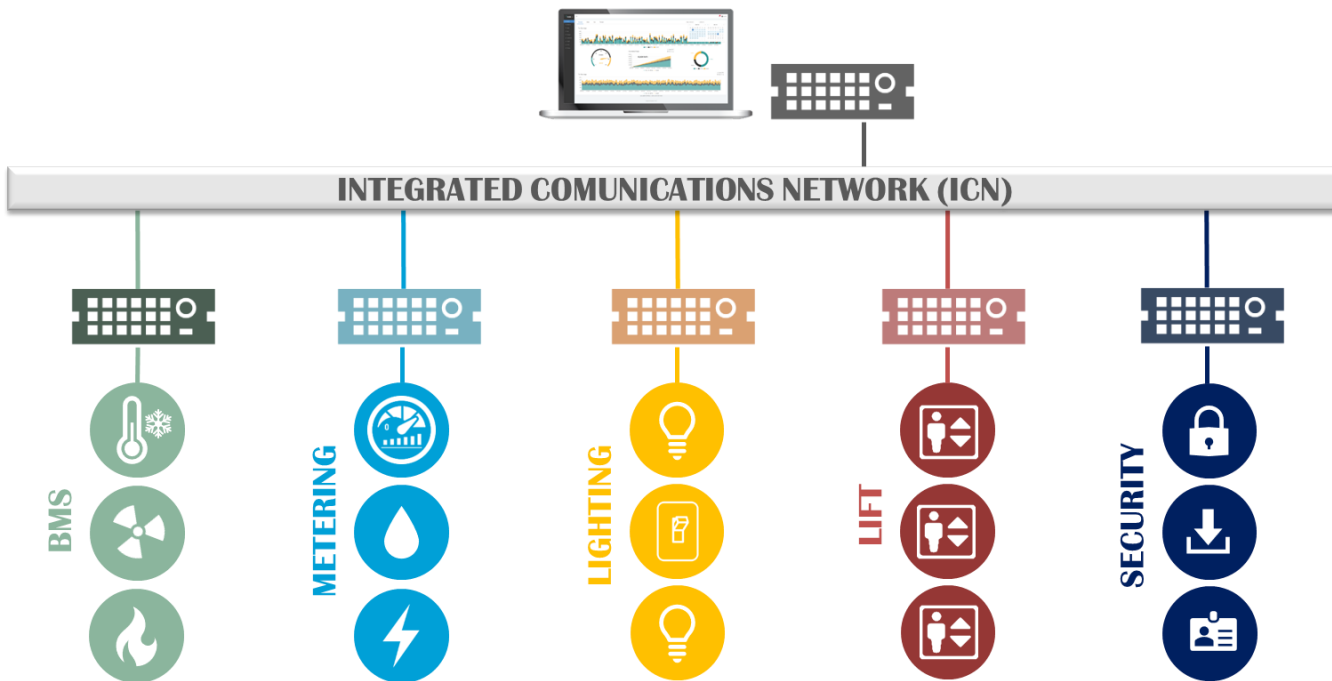 INTEGRATED COMUNICATIONS NETWORK (ICN)
BMS
METERING
LIGHTING
LIFT
SECURITY